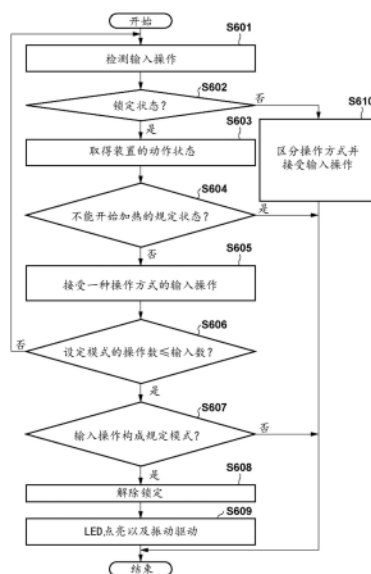 开始
S601
检测输入操作
S602
锁定状态?
否
是
S610
区分操作方式并
接受输入操作
S603
取得装置的动作状态
S604
不能开始加热的规定状态?
是
否
S605
接受一种操作方式的输入操作
S606
设定模式的操作数≤输入数?
否
是
S607
输入操作构成规定模式?
否
是
S608
解除锁定
S609
LED点亮以及振动驱动
结束